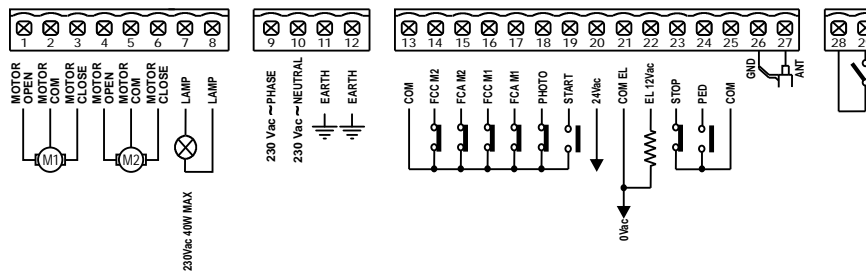 1 2 3 4 5 6 7 8
9 10 11 12
13 14 15 16 17 18 19 20 21 22 23 24 25 26 27
28
MOTOR OPEN
MOTOR COM
MOTOR CLOSE
MOTOR OPEN
MOTOR COM
MOTOR CLOSE
LAMP
LAMP
M1
M2
230Vac 40W MAX
230 Vac ~ PHASE
230 Vac ~ NEUTRAL
EARTH
EARTH
COM
FCC M2
FCA M2
FCC M1
FCA M1
PHOTO
START
24Vac
COM EL
EL 12Vac
STOP
PED
COM
GND
ANT
0Vac